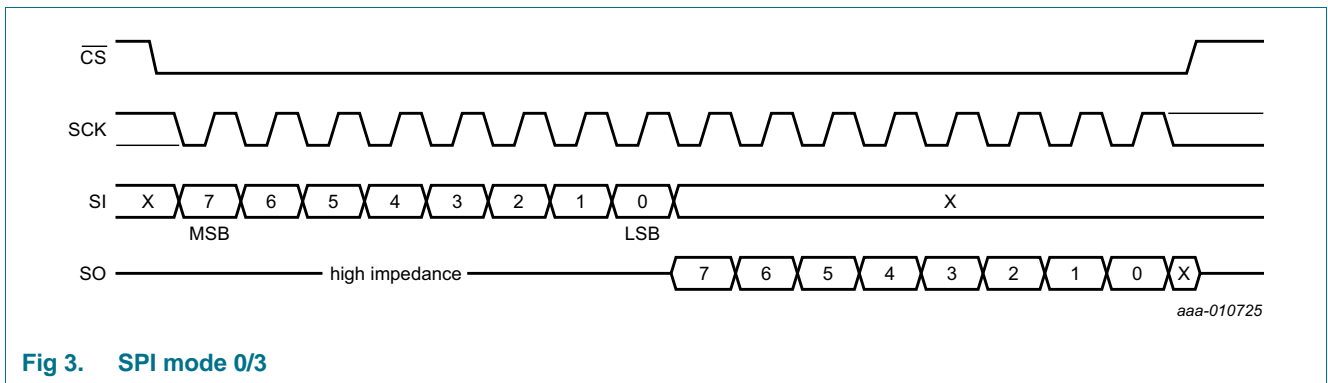 CS
SCK
SI X 7 6 5 4 3 2 1 0 X
MSB LSB
SO high impedance 7 6 5 4 3 2 1 0 X
aaa-010725
Fig 3. SPI mode 0/3